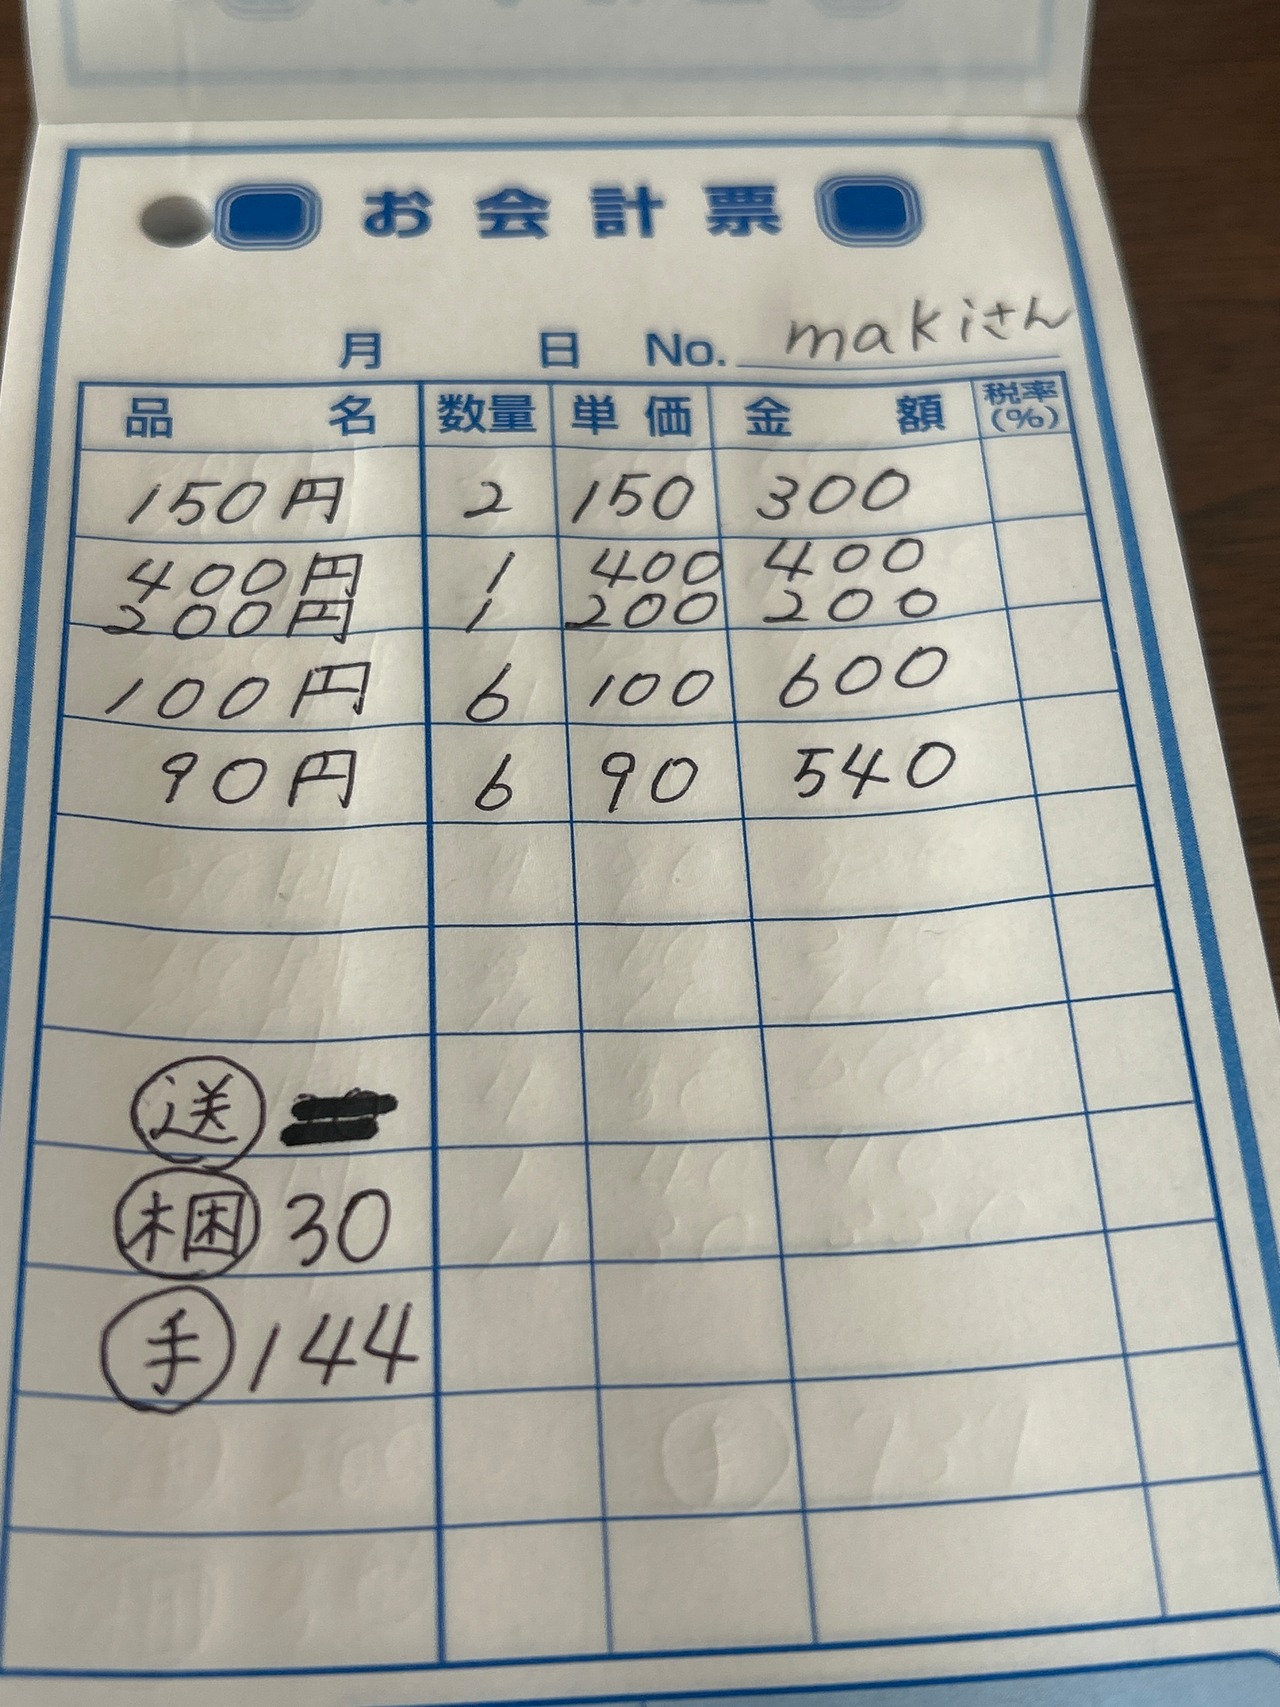 お会計票
月 日 No. makiさん
品名 数量 単価 金額 税率(%)
150円 2 150 300
400円 1 400 400
200円 1 200 200
100円 6 100 600
90円 6 90 540
送
梱 30
手 144